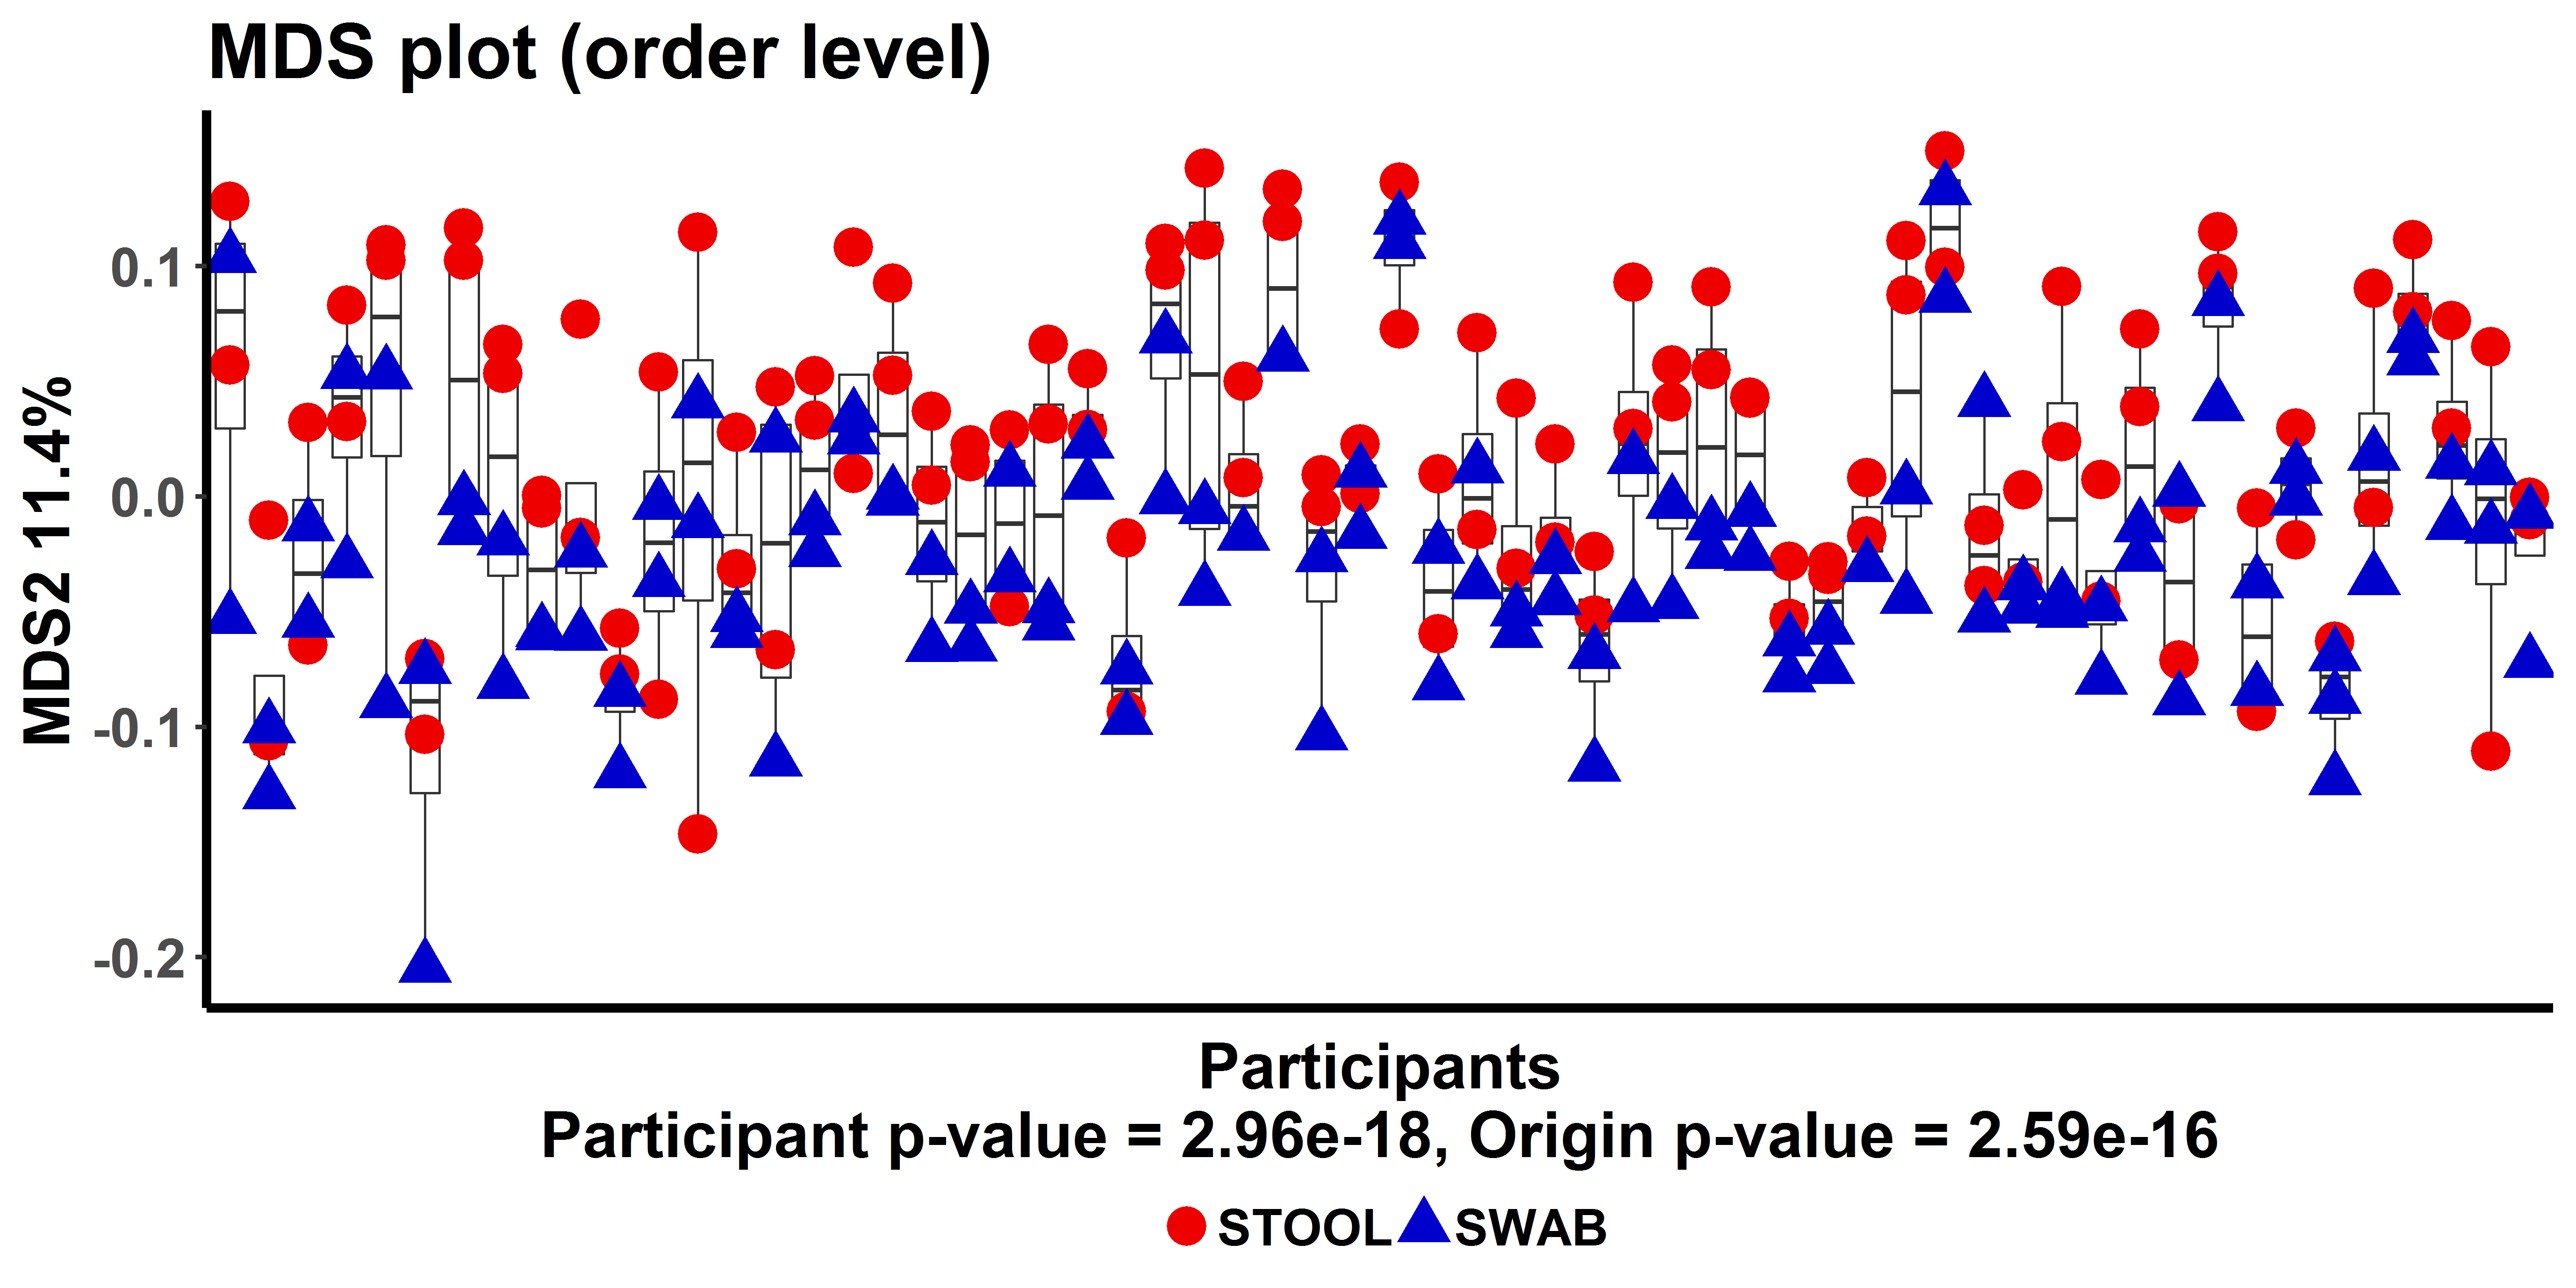 MDS plot (order level)
MDS2 11.4%
0.1
0.0
-0.1
-0.2
Participants
Participant p-value = 2.96e-18, Origin p-value = 2.59e-16
STOOL SWAB